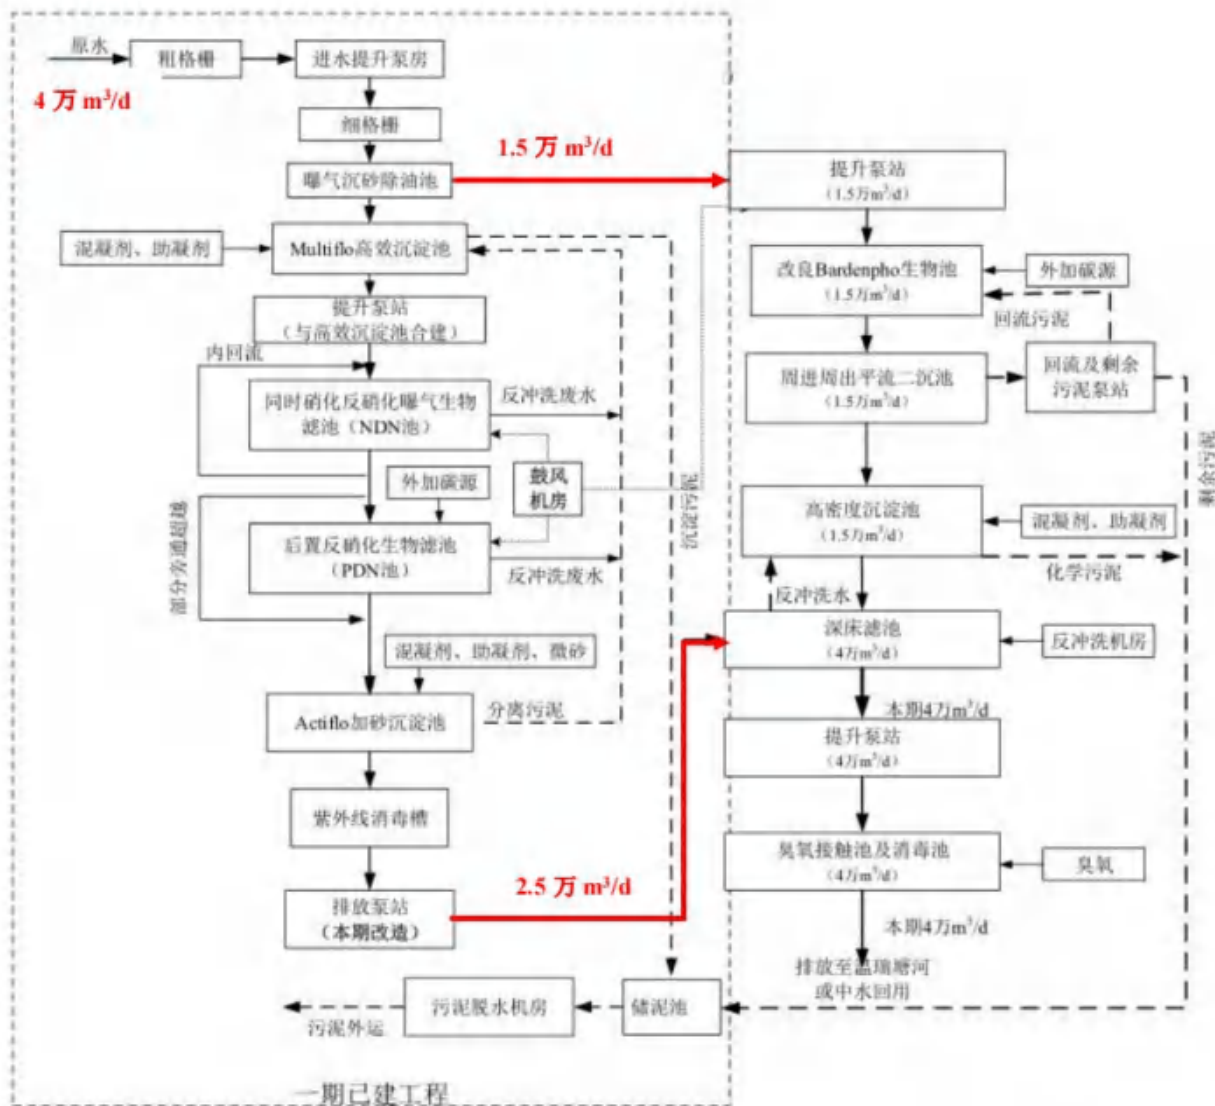 原水
粗格栅
进水提升泵房
4 万 m³/d
细格栅
1.5 万 m³/d
曝气沉砂除油池
提升泵站
（1.5万m³/d）
混凝剂、助凝剂
Multiflo高效沉淀池
改良Bardenpho生物池
（1.5万m³/d）
外加碳源
回流污泥
提升泵站
（与高效沉淀池合建）
内回流
周进周出平流二沉池
（1.5万m³/d）
回流及剩余
污泥泵站
同时硝化反硝化曝气生物
滤池（NDN池）
反冲洗废水
鼓风
机房
外加碳源
沉淀污泥
剩余污泥
高密度沉淀池
（1.5万m³/d）
混凝剂、助凝剂
后置反硝化生物滤池
（PDN池）
反冲洗废水
部分旁通超越
化学污泥
反冲洗水
深床滤池
（4万m³/d）
反冲洗机房
混凝剂、助凝剂、微砂
Actiflo加砂沉淀池
分离污泥
本期4万m³/d
提升泵站
（4万m³/d）
紫外线消毒槽
臭氧接触池及消毒池
（4万m³/d）
臭氧
2.5 万 m³/d
排放泵站
（本期改造）
本期4万m³/d
排放至温瑞塘河
或中水回用
污泥外运
污泥脱水机房
储泥池
一期已建工程